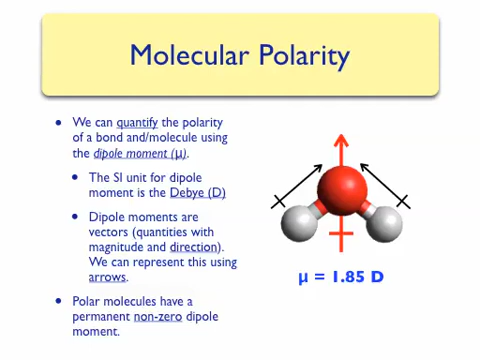 Molecular Polarity
• We can quantify the polarity
of a bond and/molecule using
the dipole moment (μ).
• The SI unit for dipole
moment is the Debye (D)
• Dipole moments are
vectors (quantities with
magnitude and direction).
We can represent this using
arrows.
• Polar molecules have a
permanent non-zero dipole
moment.
μ = 1.85 D